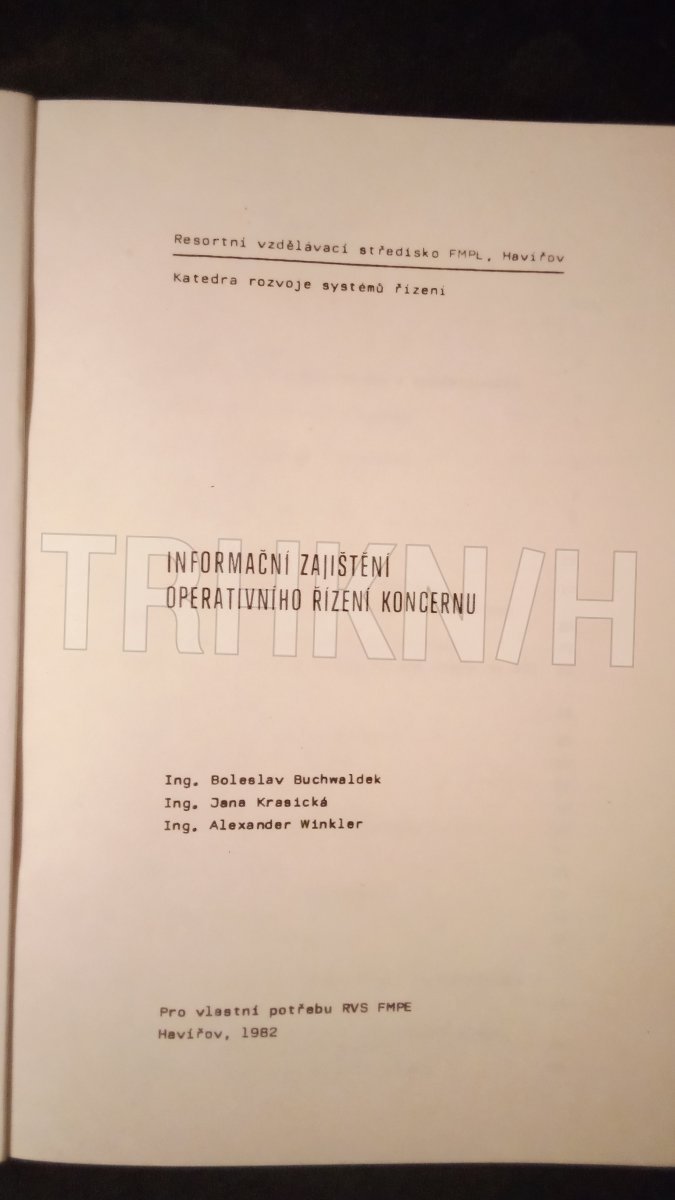 Resortní vzdělávací středisko FMPL, Havířov
Katedra rozvoje systémů řízení
TRHKN/H
INFORMAČNÍ ZAJIŠTĚNÍ
OPERATIVNÍHO ŘÍZENÍ KONCERNU
Ing. Boleslav Buchwaldek
Ing. Jana Krasická
Ing. Alexander Winkler
Pro vlastní potřebu RVS FMPE
Havířov, 1982